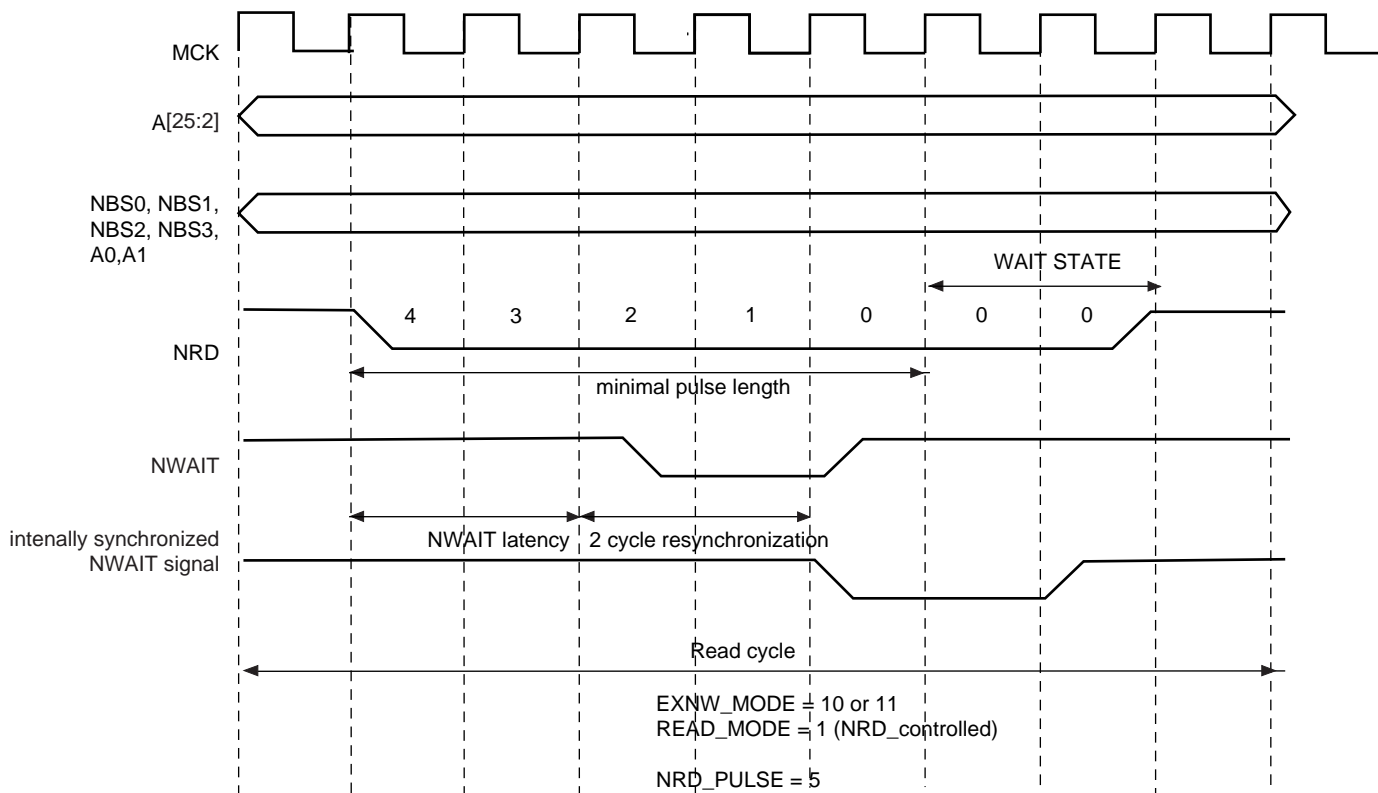 MCK
A[25:2]
NBS0, NBS1,
NBS2, NBS3,
A0,A1
WAIT STATE
4 3 2 1 0 0 0
NRD
minimal pulse length
NWAIT
NWAIT latency 2 cycle resynchronization
intenally synchronized
NWAIT signal
Read cycle
EXNW_MODE = 10 or 11
READ_MODE = 1 (NRD_controlled)
NRD_PULSE = 5